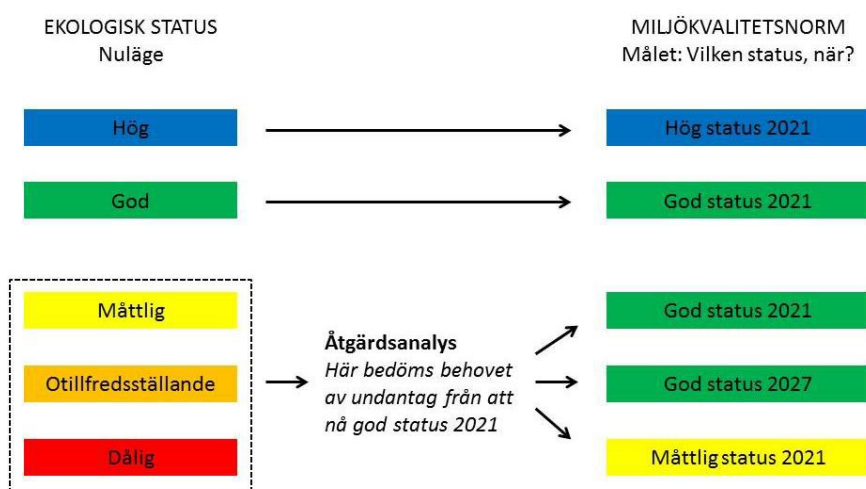 EKOLOGISK STATUS
Nuläge
MILJÖKVALITETSNORM
Målet: Vilken status, när?
Hög
Hög status 2021
God
God status 2021
Måttlig
Otillfredsställande
Dålig
Åtgärdsanalys
Här bedöms behovet
av undantag från att
nå god status 2021
God status 2021
God status 2027
Måttlig status 2021